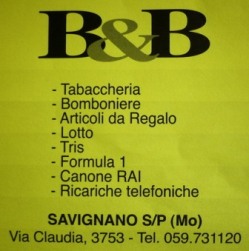 B&B
- Tabaccheria
- Bomboniere
- Articoli da Regalo
- Lotto
- Tris
- Formula 1
- Canone RAI
- Ricariche telefoniche
SAVIGNANO S/P (Mo)
Via Claudia, 3753 - Tel. 059.731120